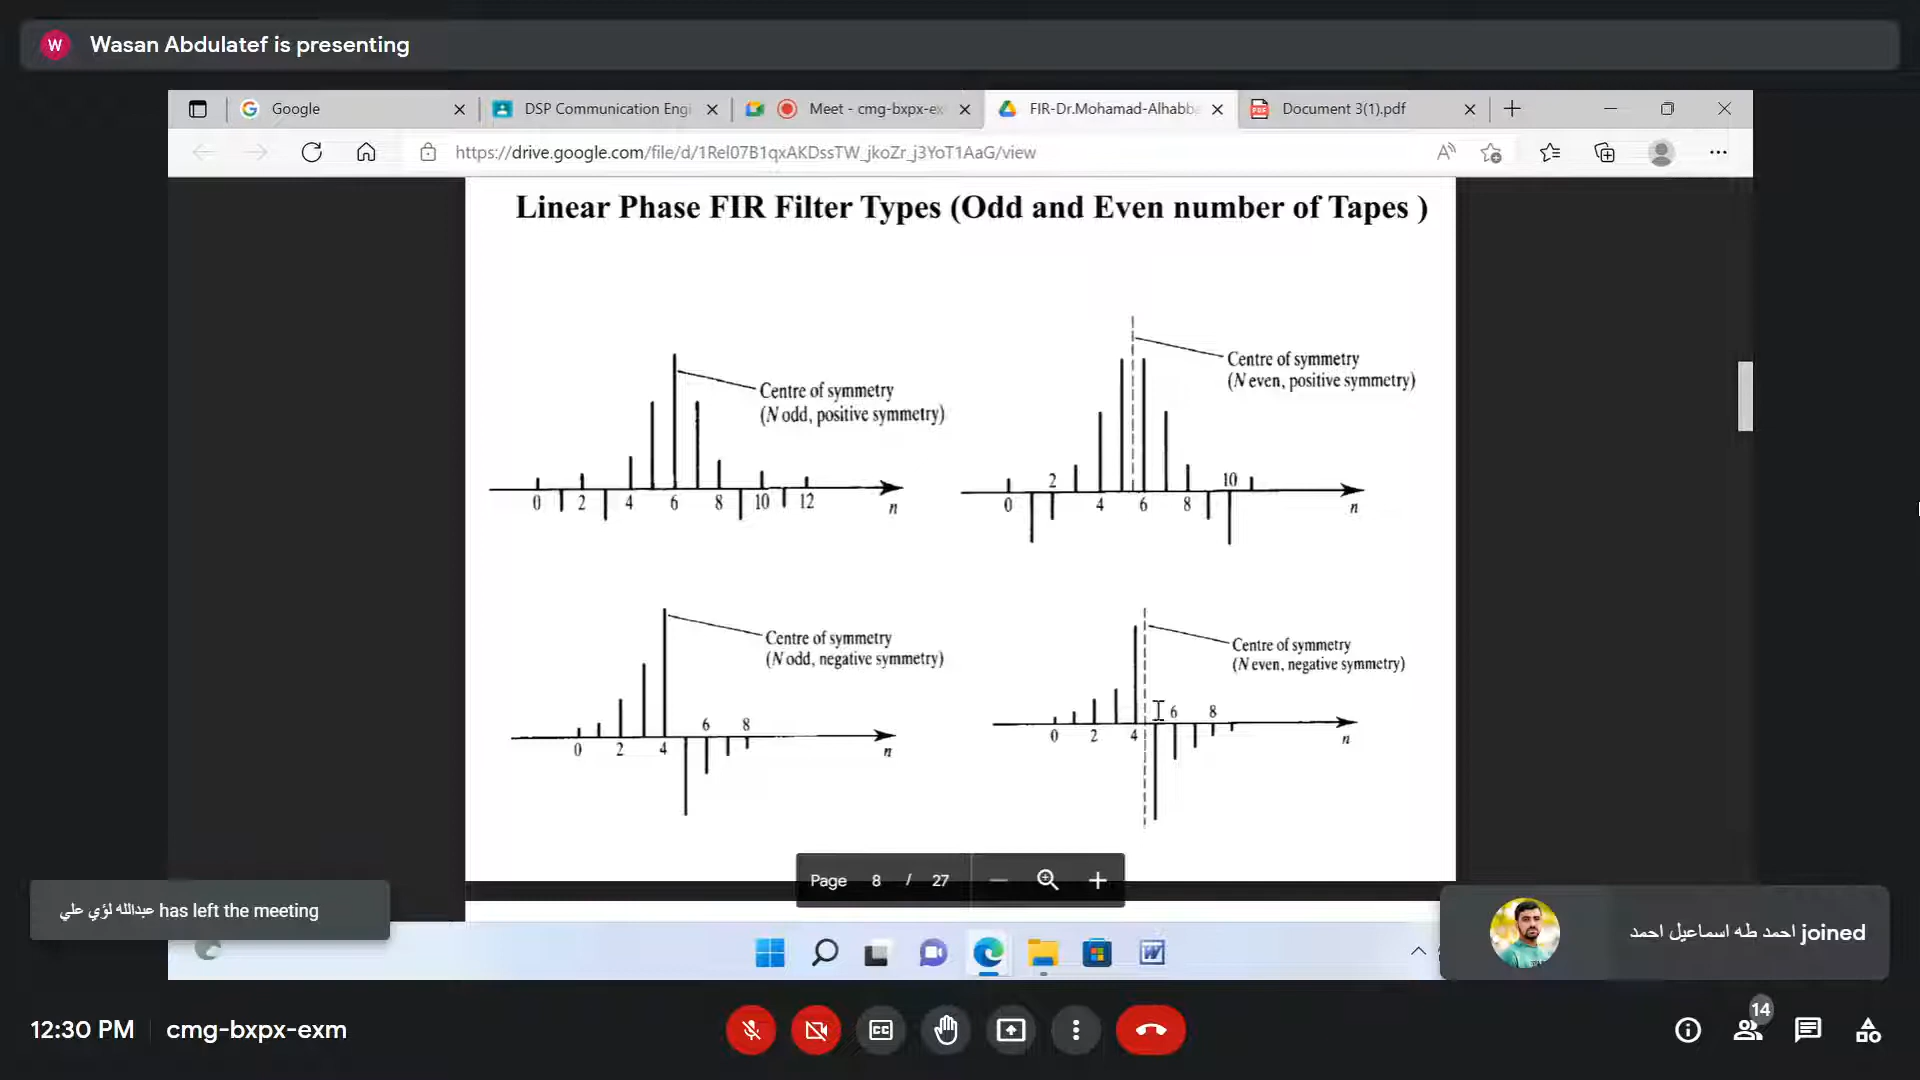 W
Wasan Abdulatef is presenting
Google
DSP Communication Engi
Meet - cmg-bxpx-ex
FIR-Dr.Mohamad-Alhabba
Document 3(1).pdf
https://drive.google.com/file/d/1Rel07B1qxAKDssTW_jkoZr_j3YoT1AaG/view
Linear Phase FIR Filter Types (Odd and Even number of Tapes )
Centre of symmetry
(N odd, positive symmetry)
0 2 4 6 8 10 12
n
Centre of symmetry
(N even, positive symmetry)
2 10
0 4 6 8
n
Centre of symmetry
(N odd, negative symmetry)
6 8
0 2 4
n
Centre of symmetry
(N even, negative symmetry)
6 8
0 2 4
n
Page 8 / 27
عبدالله لؤي علي has left the meeting
احمد طه اسماعيل احمد joined
12:30 PM
cmg-bxpx-exm
CC
14